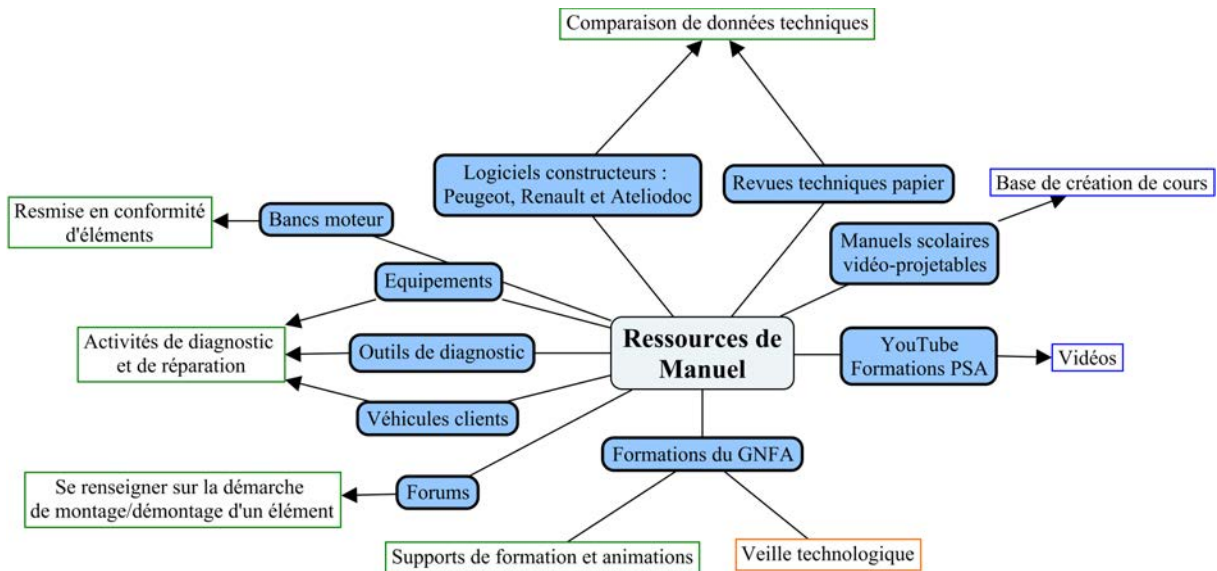 Comparaison de données techniques
Logiciels constructeurs :
Peugeot, Renault et Ateliodoc
Revues techniques papier
Base de création de cours
Resmise en conformité
d'éléments
Bancs moteur
Manuels scolaires
vidéo-projetables
Equipements
Activités de diagnostic
et de réparation
Outils de diagnostic
Ressources de
Manuel
YouTube
Formations PSA
Vidéos
Véhicules clients
Formations du GNFA
Se renseigner sur la démarche
de montage/démontage d'un élément
Forums
Supports de formation et animations
Veille technologique